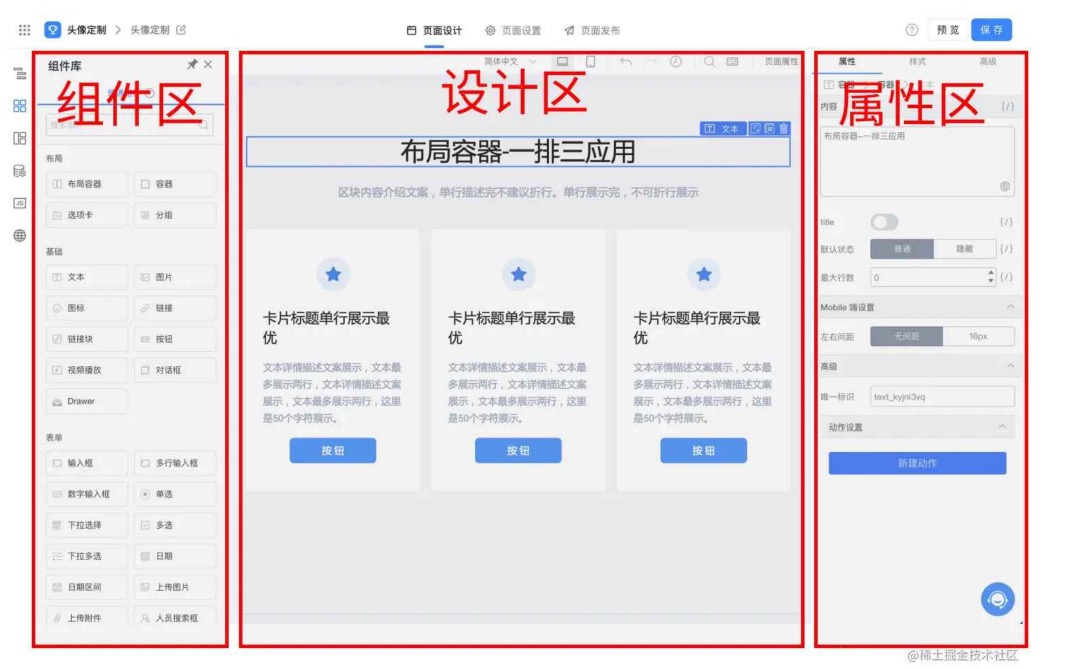 头像定制 > 头像定制
页面设计 页面设置 页面发布
预览 保存
组件库
组件区
布局
布局容器 容器
选项卡 分组
基础
文本 图片
图标 链接
链接块 按钮
视频播放 对话框
Drawer
表单
输入框 多行输入框
数字输入框 单选
下拉选择 多选
下拉多选 日期
日期区间 上传图片
上传附件 人员搜索框
简体中文 页面属性
设计区
文本
布局容器-一排三应用
区块内容介绍文案，单行描述完不建议折行。单行展示完，不可折行展示
卡片标题单行展示最
优
文本详情描述文案展示，文本最
多展示两行，文本详情描述文案
展示，文本最多展示两行，这里
是50个字符展示。
按钮
卡片标题单行展示最
优
文本详情描述文案展示，文本最
多展示两行，文本详情描述文案
展示，文本最多展示两行，这里
是50个字符展示。
按钮
卡片标题单行展示最
优
文本详情描述文案展示，文本最
多展示两行，文本详情描述文案
展示，文本最多展示两行，这里
是50个字符展示。
按钮
属性 样式 高级
属性区
内容 {/}
布局容器-一排三应用
title {/}
默认状态 普通 隐藏 {/}
最大行数 0 {/}
Mobile 端设置
左右间距 无间距 16px
高级
唯一标识 text_kyjni3vq
动作设置
新建动作
@稀土掘金技术社区